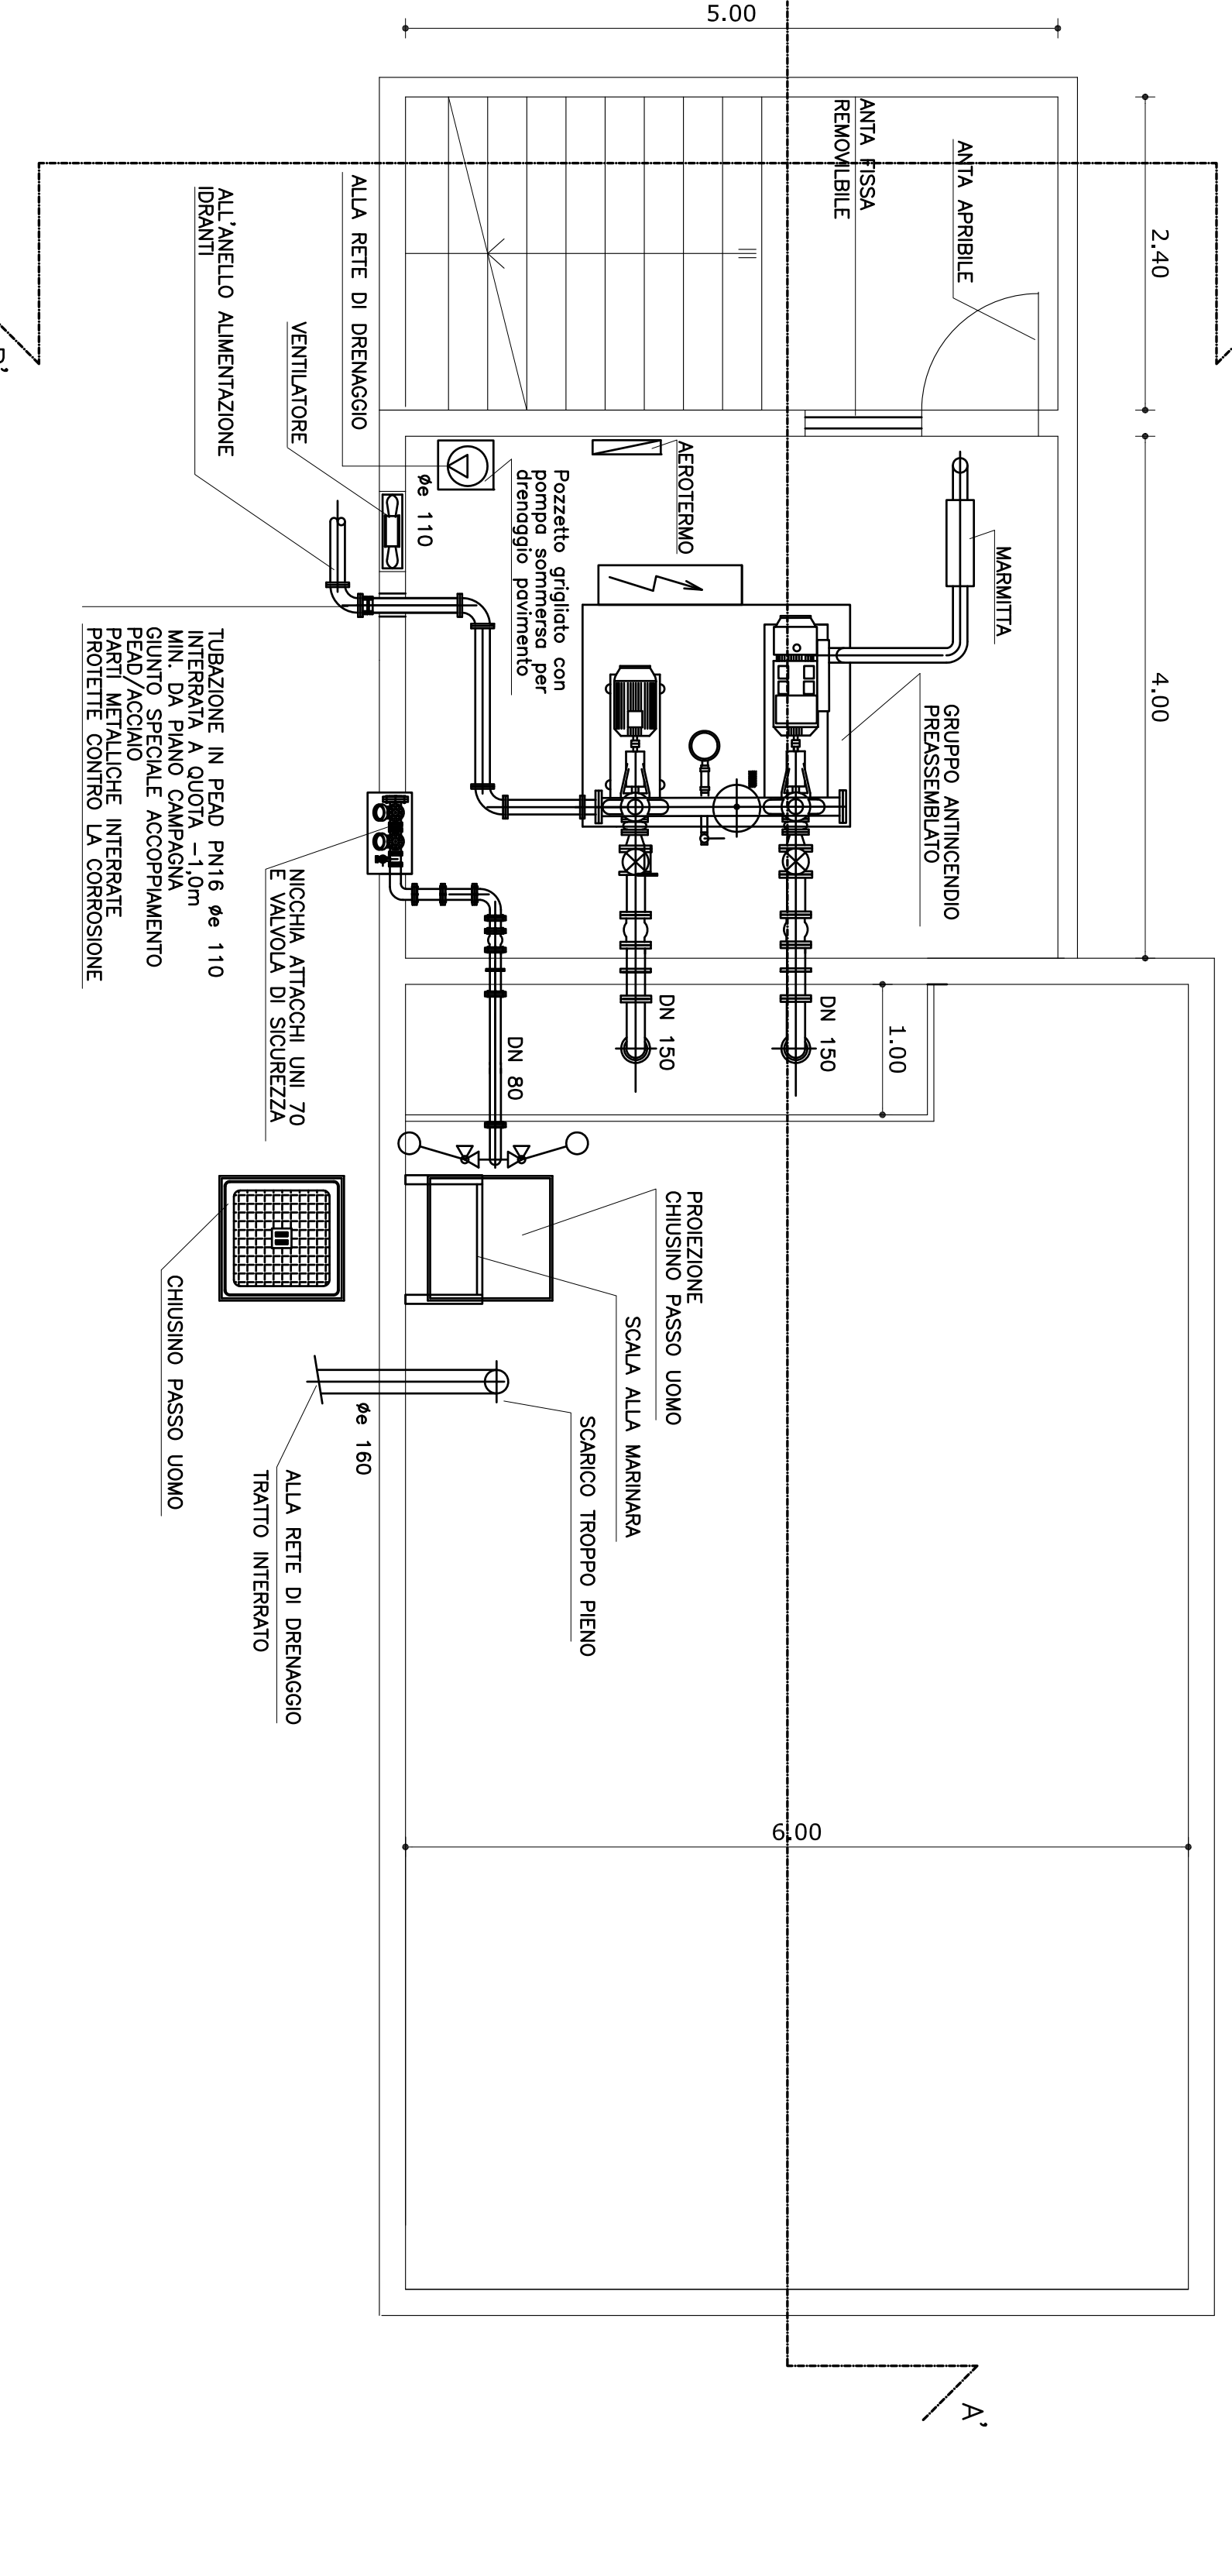 5.00
2.40
4.00
ANTA FISSA
REMOVILBILE
ANTA APRIBILE
ALLA RETE DI DRENAGGIO
ALL'ANELLO ALIMENTAZIONE
IDRANTI
VENTILATORE
Øe 110
Pozzetto grigliato con
pompa sommersa per
drenaggio pavimento
AEROTERMO
MARMITTA
GRUPPO ANTINCENDIO
PREASSEMBLATO
TUBAZIONE IN PEAD PN16 Øe 110
INTERRATA A QUOTA -1,0m
MIN. DA PIANO CAMPAGNA
GIUNTO SPECIALE ACCOPPIAMENTO
PEAD/ACCIAIO
PARTI METALLICHE INTERRATE
PROTETTE CONTRO LA CORROSIONE
NICCHIA ATTACCHI UNI 70
E VALVOLA DI SICUREZZA
DN 80
DN 150
DN 150
1.00
PROIEZIONE
CHIUSINO PASSO UOMO
SCALA ALLA MARINARA
SCARICO TROPPO PIENO
CHIUSINO PASSO UOMO
Øe 160
ALLA RETE DI DRENAGGIO
TRATTO INTERRATO
6.00
A'